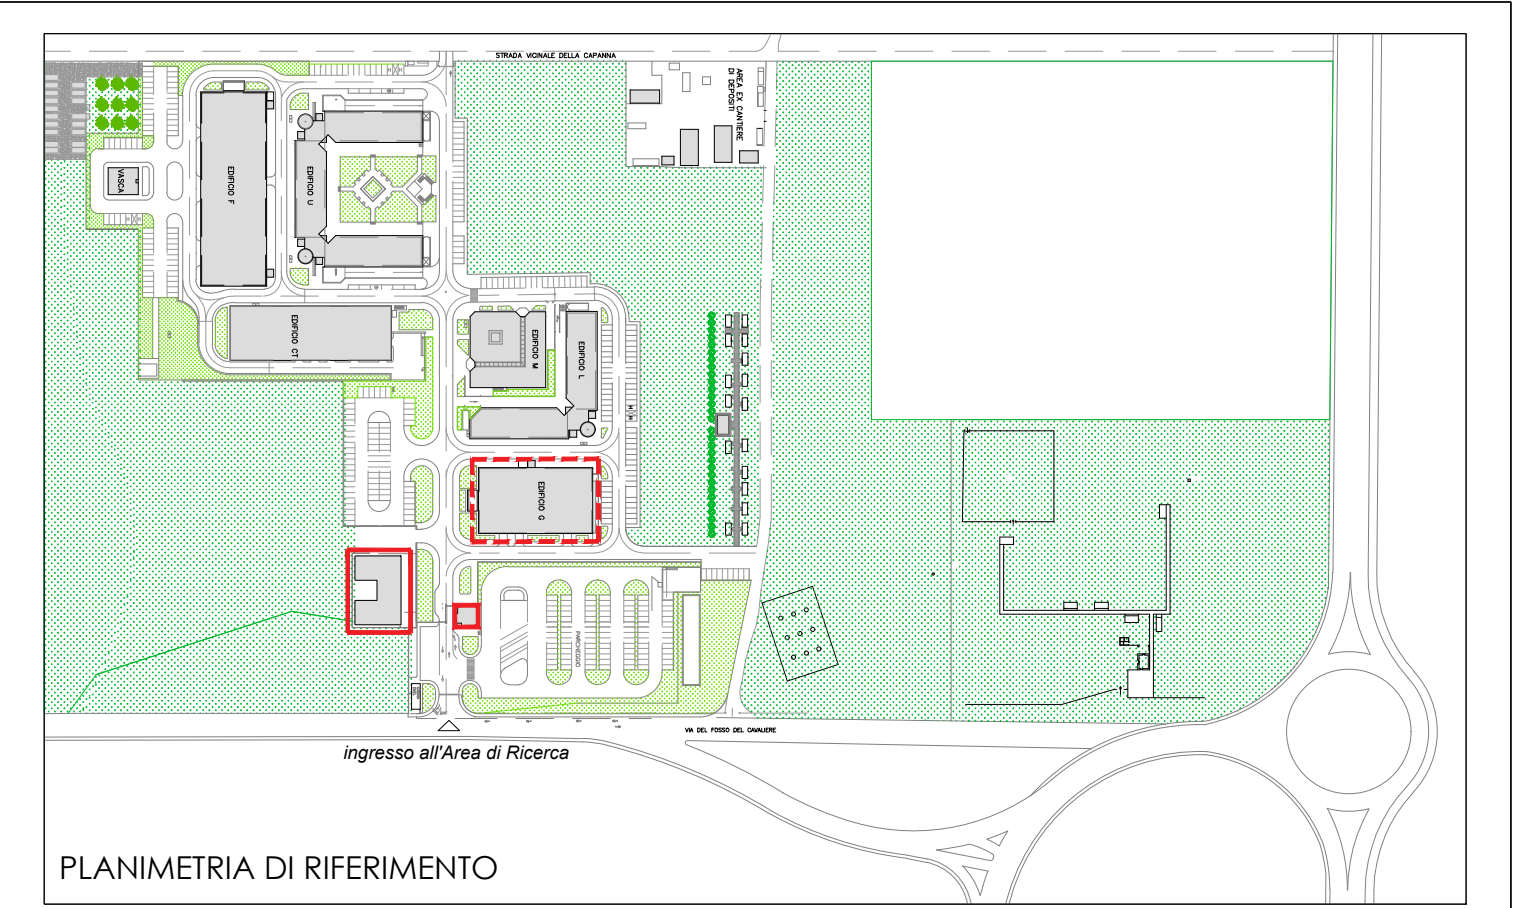 STRADA VICINALE DELLA CAPANNA
AREA EX CANTIERE
DI DEPOSITI
VASCA
EDIFICIO F
EDIFICIO U
EDIFICIO CT
EDIFICIO M
EDIFICIO L
EDIFICIO G
PARCHEGGIO
VIA DEL FOSSO DEL CAVALIERE
ingresso all'Area di Ricerca
PLANIMETRIA DI RIFERIMENTO